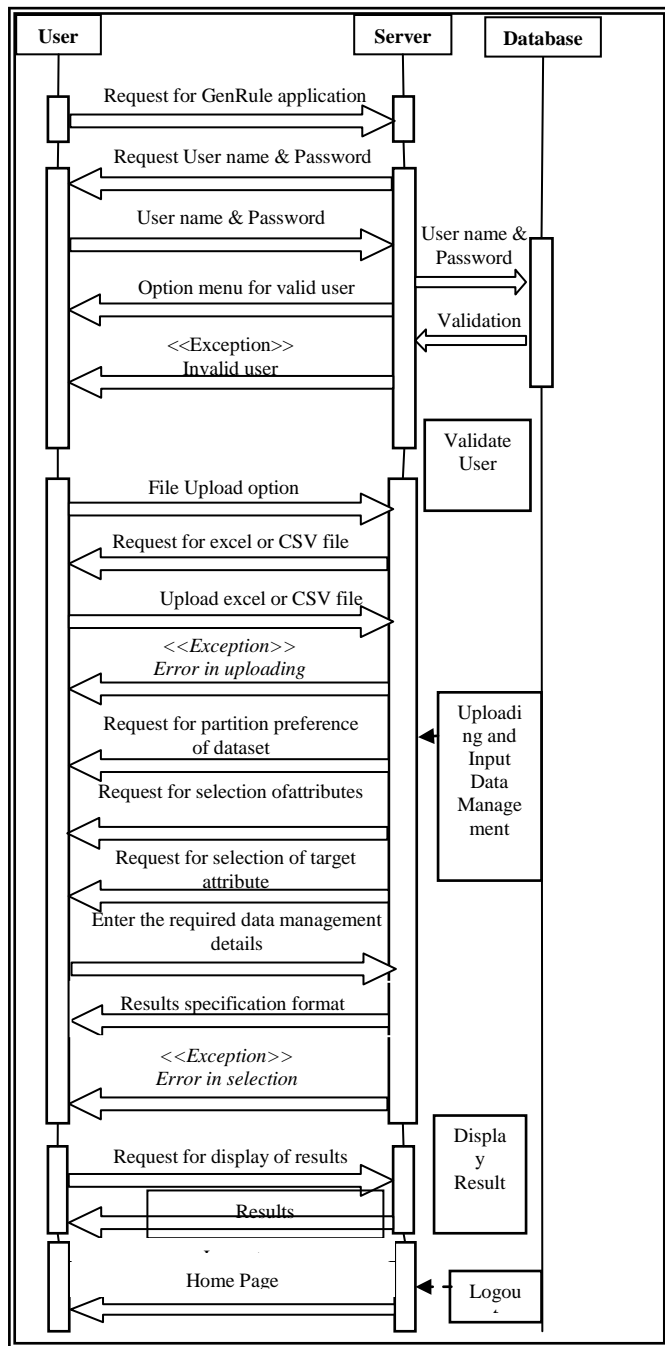 User
Server
Database
Request for GenRule application
Request User name & Password
User name & Password
User name &
Password
Option menu for valid user
Validation
<<Exception>>
Invalid user
Validate
User
File Upload option
Request for excel or CSV file
Upload excel or CSV file
<<Exception>>
Error in uploading
Request for partition preference
of dataset
Uploadi
ng and
Input
Data
Manage
ment
Request for selection ofattributes
Request for selection of target
attribute
Enter the required data management
details
Results specification format
<<Exception>>
Error in selection
Request for display of results
Displa
y
Result
Results
Home Page
Logou